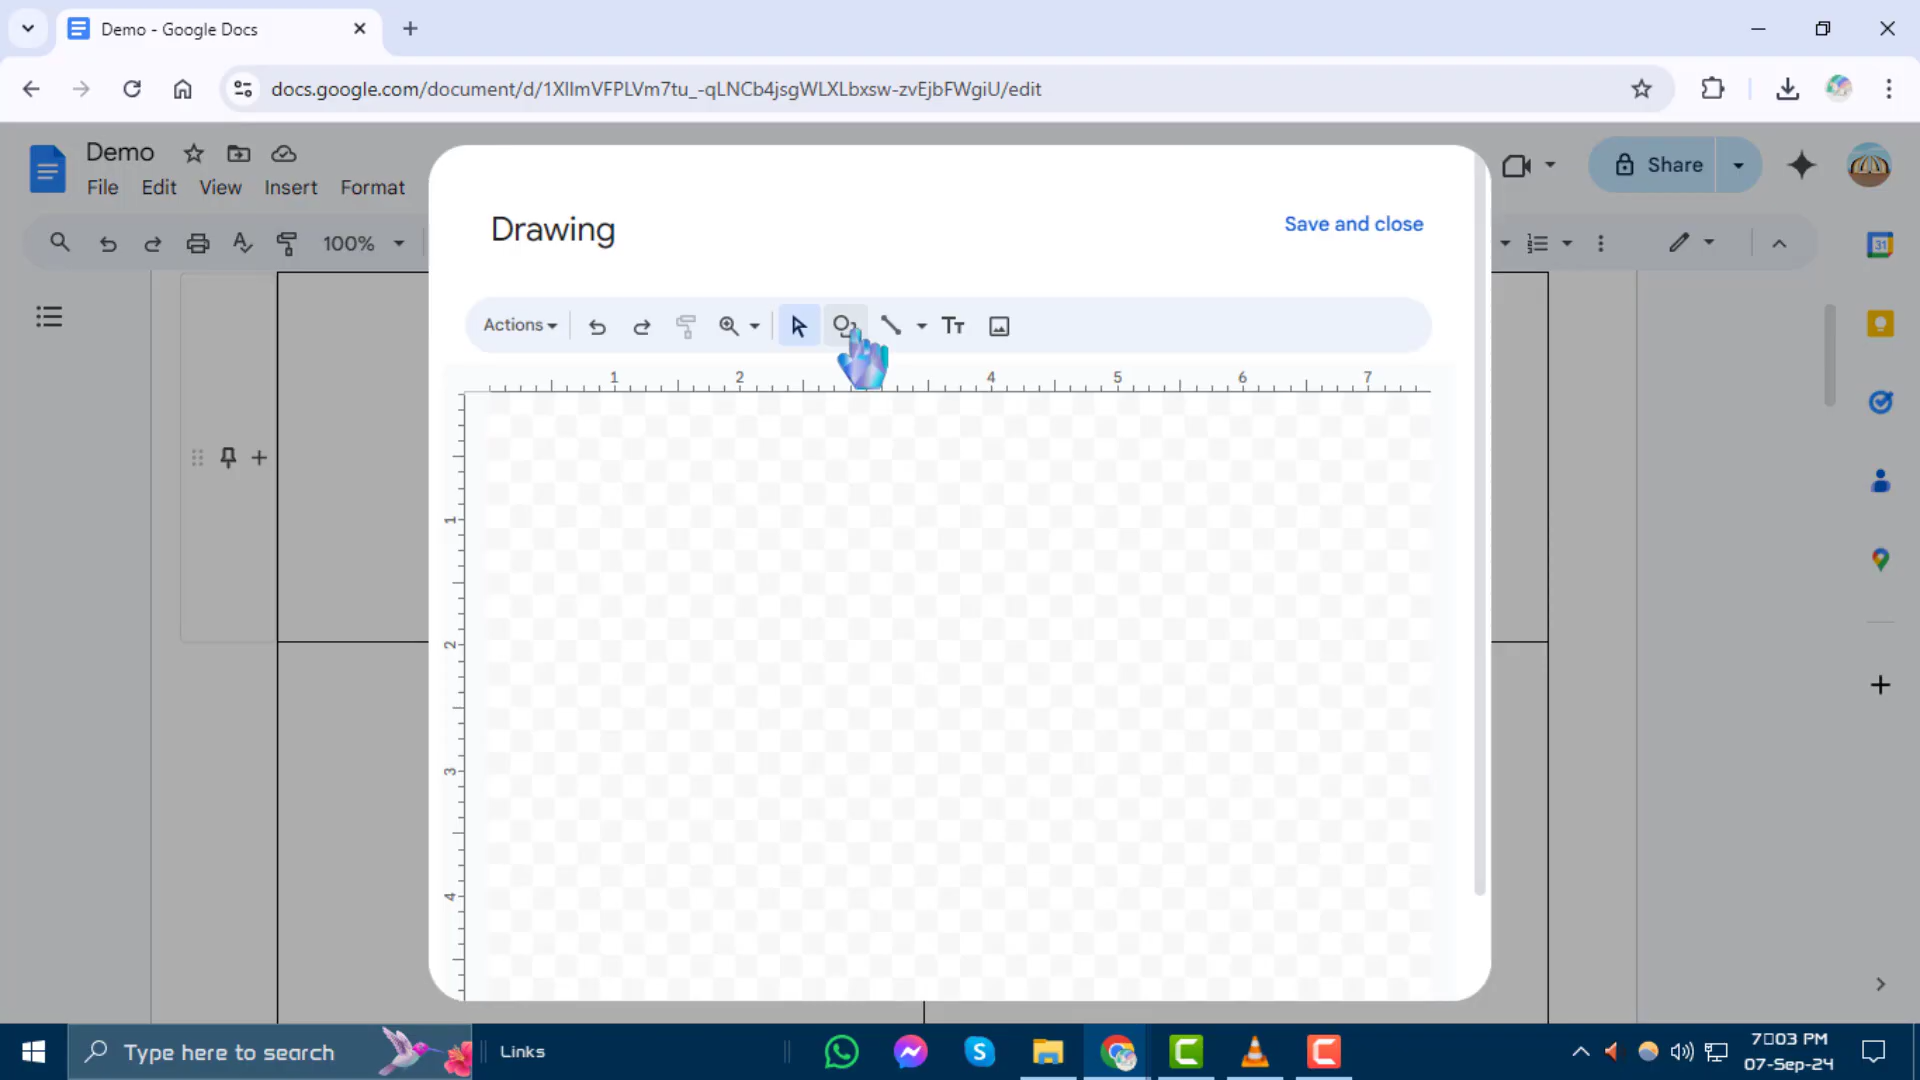 Demo - Google Docs
docs.google.com/document/d/1XIlmVFPLVm7tu_-qLNCb4jsgWLXLbxsw-zvEjbFWgiU/edit
Demo
File Edit View Insert Format
Share
100%
31
Drawing
Save and close
Actions
1 2 4 5 6 7
1
2
3
4
Type here to search
Links
7:03 PM
07-Sep-24